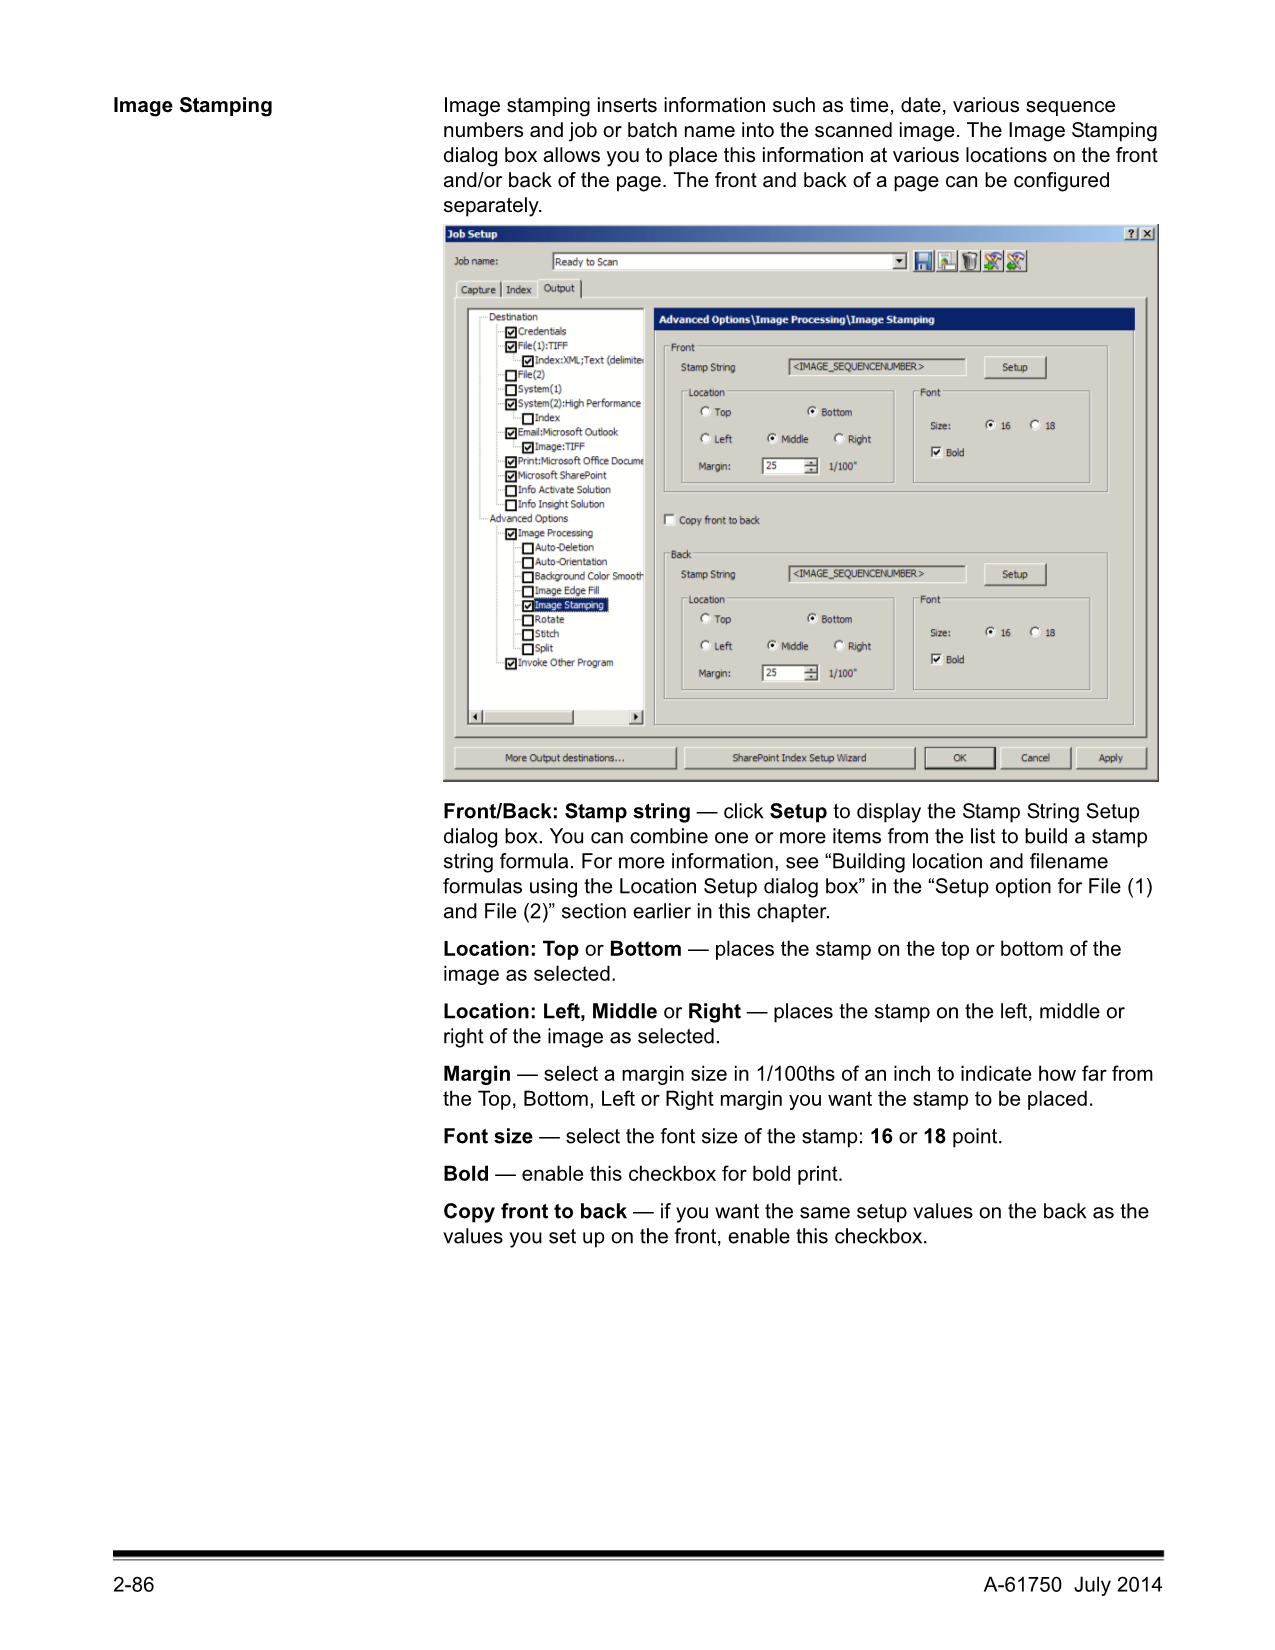 Image Stamping
Image stamping inserts information such as time, date, various sequence
numbers and job or batch name into the scanned image. The Image Stamping
dialog box allows you to place this information at various locations on the front
and/or back of the page. The front and back of a page can be configured
separately.
Job Setup
Job name: Ready to Scan
Capture Index Output
Destination
Credentials
File(1):TIFF
Index:XML;Text (delimite
File(2)
System(1)
System(2):High Performance
Index
Email:Microsoft Outlook
Image:TIFF
Print:Microsoft Office Docume
Microsoft SharePoint
Info Activate Solution
Info Insight Solution
Advanced Options
Image Processing
Auto-Deletion
Auto-Orientation
Background Color Smooth
Image Edge Fill
Image Stamping
Rotate
Stitch
Split
Invoke Other Program
Advanced Options\Image Processing\Image Stamping
Front
Stamp String <IMAGE_SEQUENCENUMBER> Setup
Location Font
Top Bottom
Size: 16 18
Left Middle Right
Bold
Margin: 25 1/100"
Copy front to back
Back
Stamp String <IMAGE_SEQUENCENUMBER> Setup
Location Font
Top Bottom
Size: 16 18
Left Middle Right
Bold
Margin: 25 1/100"
More Output destinations... SharePoint Index Setup Wizard OK Cancel Apply
Front/Back: Stamp string — click Setup to display the Stamp String Setup
dialog box. You can combine one or more items from the list to build a stamp
string formula. For more information, see “Building location and filename
formulas using the Location Setup dialog box” in the “Setup option for File (1)
and File (2)” section earlier in this chapter.
Location: Top or Bottom — places the stamp on the top or bottom of the
image as selected.
Location: Left, Middle or Right — places the stamp on the left, middle or
right of the image as selected.
Margin — select a margin size in 1/100ths of an inch to indicate how far from
the Top, Bottom, Left or Right margin you want the stamp to be placed.
Font size — select the font size of the stamp: 16 or 18 point.
Bold — enable this checkbox for bold print.
Copy front to back — if you want the same setup values on the back as the
values you set up on the front, enable this checkbox.
2-86 A-61750 July 2014